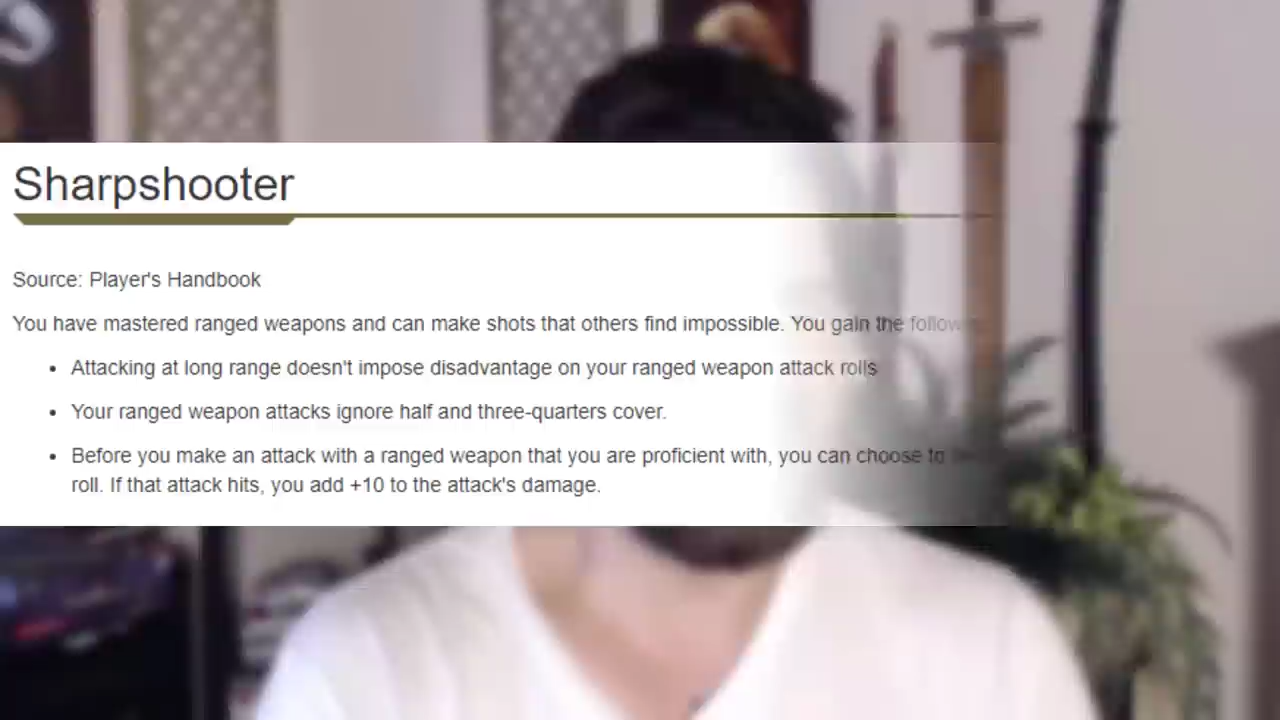 Sharpshooter
Source: Player's Handbook
You have mastered ranged weapons and can make shots that others find impossible. You gain the
Attacking at long range doesn't impose disadvantage on your ranged weapon attack rolls
Your ranged weapon attacks ignore half and three-quarters cover.
Before you make an attack with a ranged weapon that you are proficient with, you can choose to
roll. If that attack hits, you add +10 to the attack's damage.